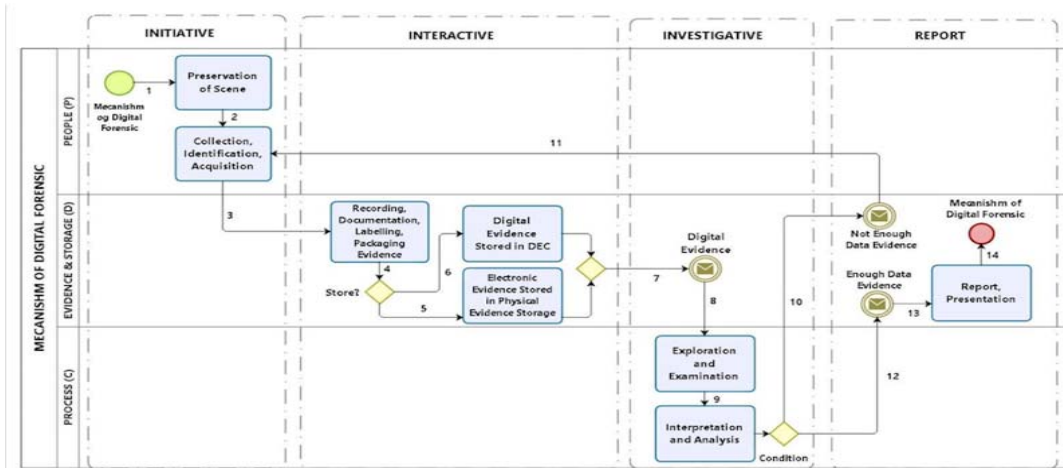 INITIATIVE
INTERACTIVE
INVESTIGATIVE
REPORT
MECANISHM OF DIGITAL FORENSIC
PEOPLE (P)
EVIDENCE & STORAGE (D)
PROCESS (C)
Mecanishm
og Digital
Forensic
1
Preservation
of Scene
2
Collection,
Identification,
Acquisition
11
3
Recording,
Documentation,
Labelling,
Packaging
Evidence
4
Store?
6
5
Digital
Evidence
Stored in DEC
Electronic
Evidence Stored
in Physical
Evidence Storage
7
Digital
Evidence
8
Exploration
and
Examination
9
Interpretation
and Analysis
Condition
10
12
Not Enough
Data Evidence
Enough Data
Evidence
13
Report,
Presentation
14
Mecanishm of
Digital Forensic